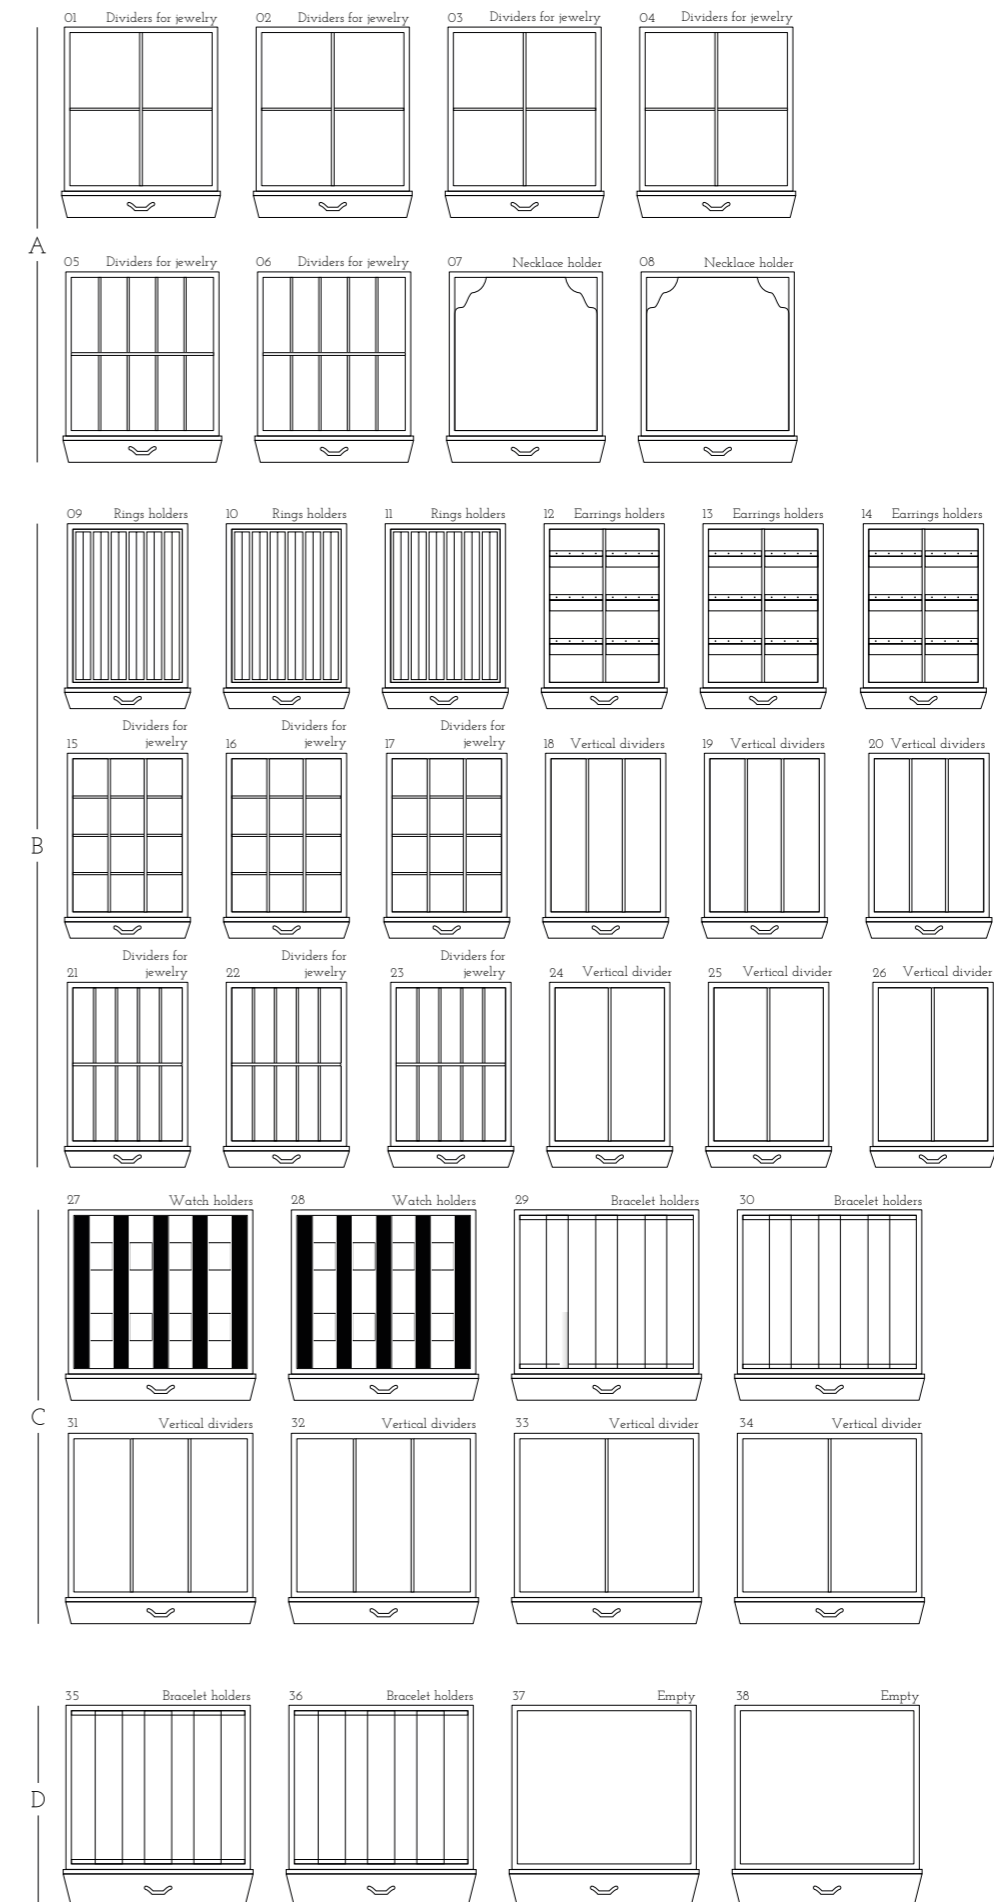 01 Dividers for jewelry
02 Dividers for jewelry
03 Dividers for jewelry
04 Dividers for jewelry
A
05 Dividers for jewelry
06 Dividers for jewelry
07 Necklace holder
08 Necklace holder
09 Rings holders
10 Rings holders
11 Rings holders
12 Earrings holders
13 Earrings holders
14 Earrings holders
15 Dividers for
jewelry
16 Dividers for
jewelry
17 Dividers for
jewelry
18 Vertical dividers
19 Vertical dividers
20 Vertical dividers
B
21 Dividers for
jewelry
22 Dividers for
jewelry
23 Dividers for
jewelry
24 Vertical divider
25 Vertical divider
26 Vertical divider
27 Watch holders
28 Watch holders
29 Bracelet holders
30 Bracelet holders
C
31 Vertical dividers
32 Vertical dividers
33 Vertical divider
34 Vertical divider
35 Bracelet holders
36 Bracelet holders
37 Empty
38 Empty
D